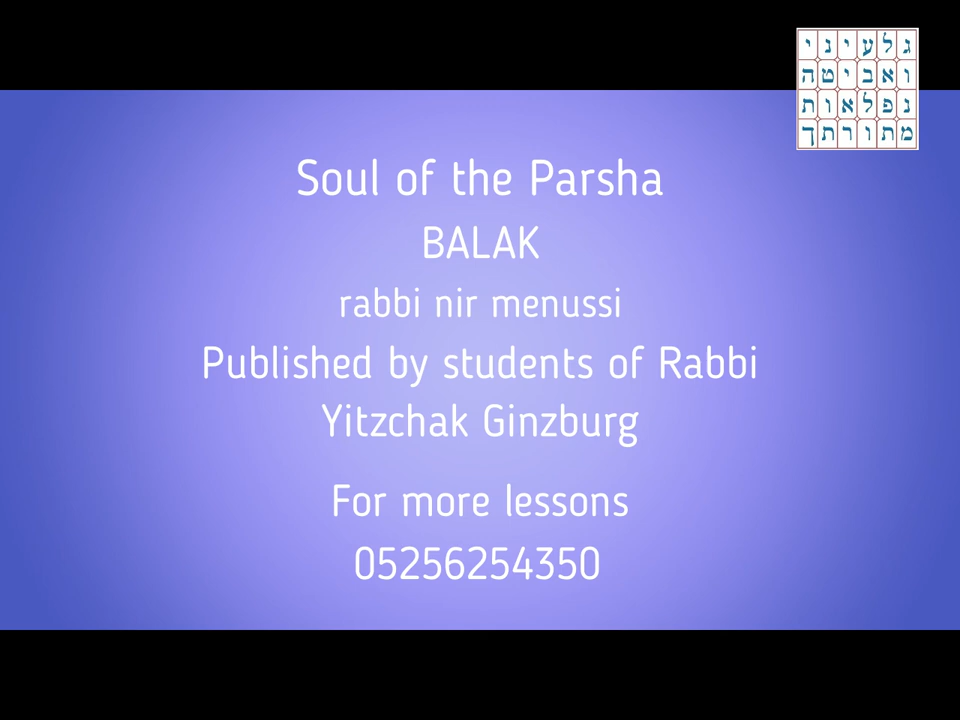 גלעיני
ואביטה
נפלאות
מתורתך
Soul of the Parsha
BALAK
rabbi nir menussi
Published by students of Rabbi
Yitzchak Ginzburg
For more lessons
05256254350